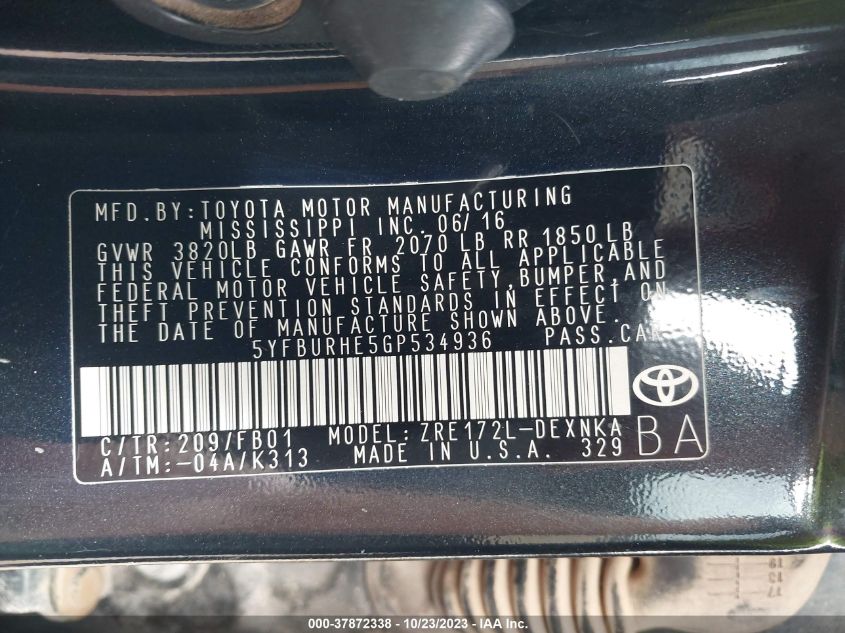 MFD.BY:TOYOTA MOTOR MANUFACTURING
MISSISSIPPI INC. 06/16
GVWR 3820LB GAWR FR 2070 LB RR 1850 LB
THIS VEHICLE CONFORMS TO ALL APPLICABLE
FEDERAL MOTOR VEHICLE SAFETY,BUMPER,AND
THEFT PREVENTION STANDARDS IN EFFECT ON
THE DATE OF MANUFACTURE SHOWN ABOVE.
5YFBURHE5GP534936 PASS.CAR
C/TR:209/FB01 MODEL:ZRE172L-DEXNKA
A/TM:-04A/K313 MADE IN U.S.A. 329
BA
19
13
17
000-37872338 | 10/23/2023 | © IAA Inc.